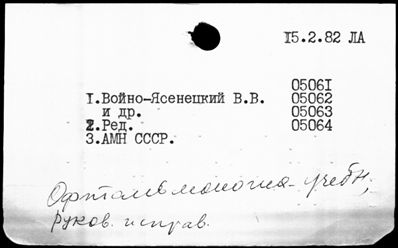 15.2.82 ЛА
05061
1.Войно-Ясенецкий В.В. 05062
и др. 05063
2.Ред. 05064
3.АМН СССР.
Офтальмология - учебн,
руков. и справ.